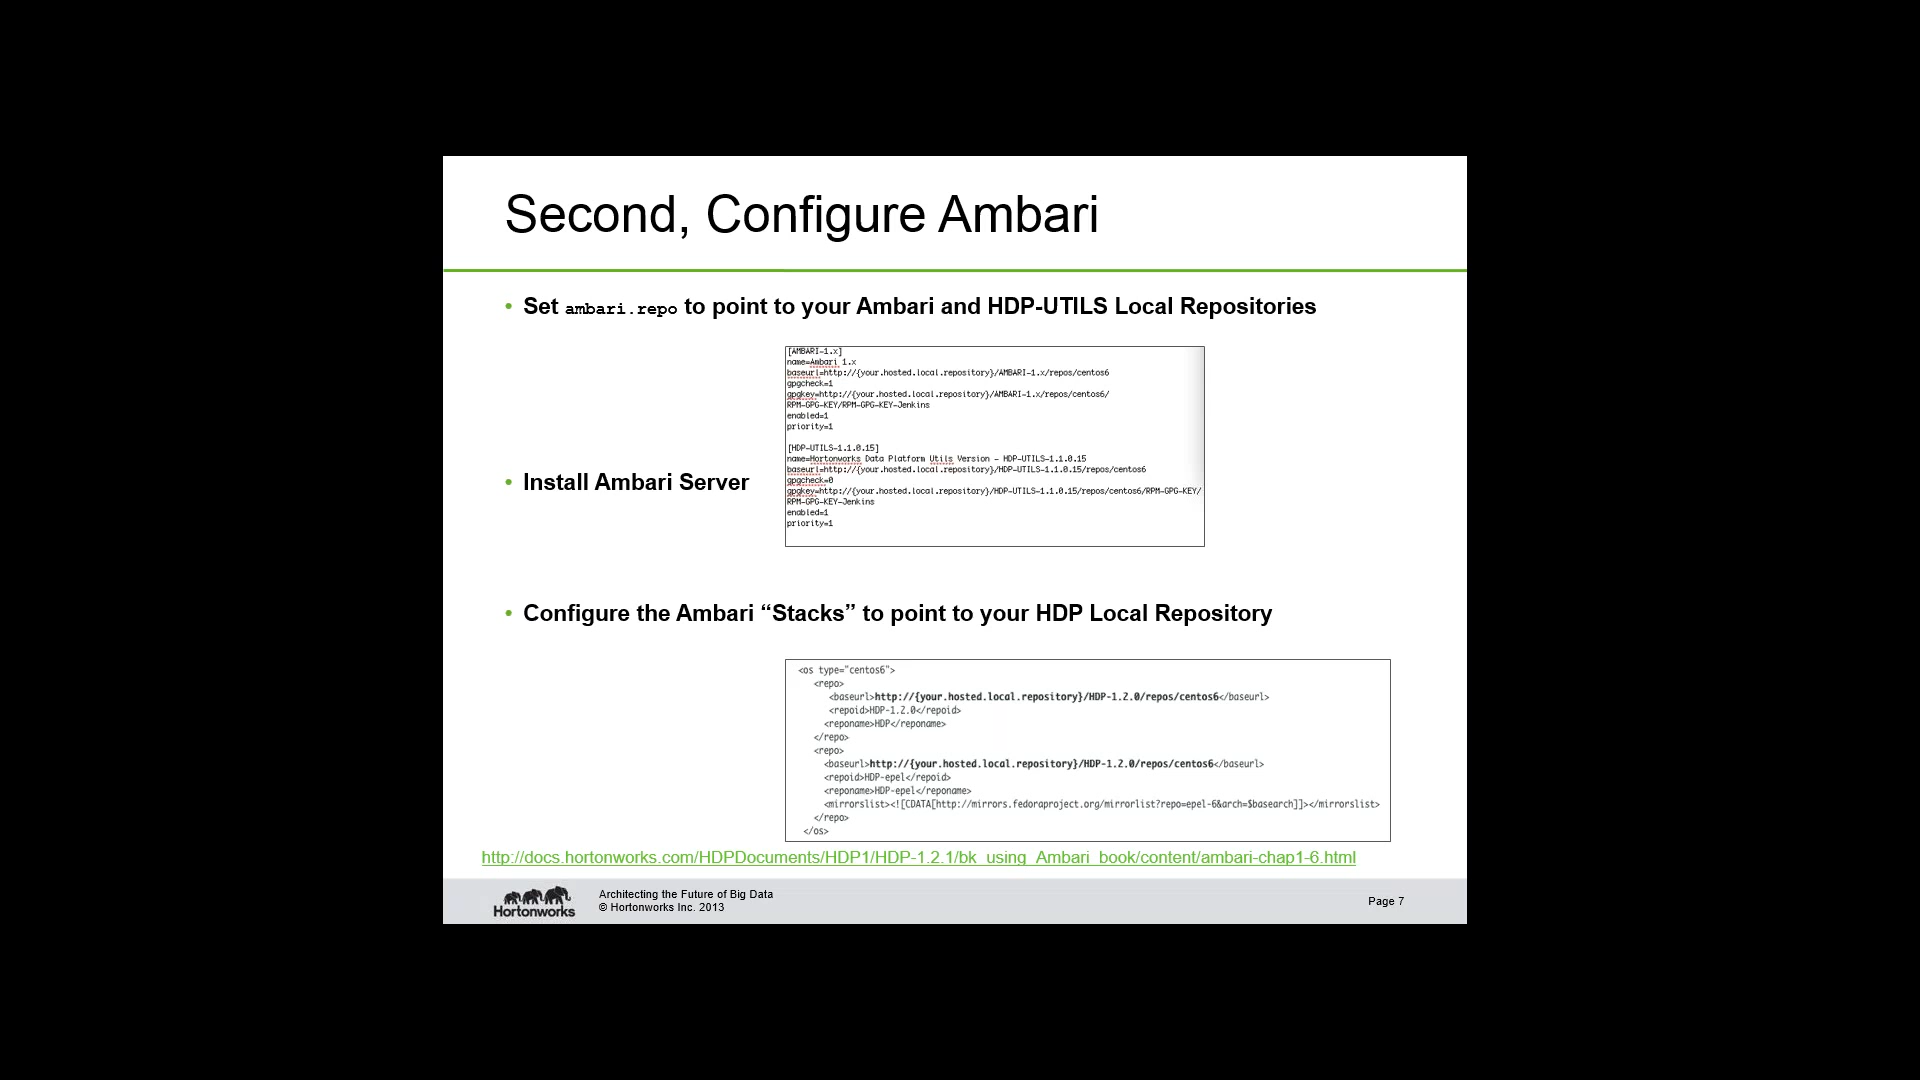 Second, Configure Ambari
• Set ambari.repo to point to your Ambari and HDP-UTILS Local Repositories
[AMBARI-1.x]
name=Ambari 1.x
baseurl=http://{your.hosted.local.repository}/AMBARI-1.x/repos/centos6
gpgcheck=1
gpgkey=http://{your.hosted.local.repository}/AMBARI-1.x/repos/centos6/
RPM-GPG-KEY/RPM-GPG-KEY-Jenkins
enabled=1
priority=1
[HDP-UTILS-1.1.0.15]
name=Hortonworks Data Platform Utils Version - HDP-UTILS-1.1.0.15
baseurl=http://{your.hosted.local.repository}/HDP-UTILS-1.1.0.15/repos/centos6
gpgcheck=0
gpgkey=http://{your.hosted.local.repository}/HDP-UTILS-1.1.0.15/repos/centos6/RPM-GPG-KEY/
RPM-GPG-KEY-Jenkins
enabled=1
priority=1
• Install Ambari Server
• Configure the Ambari “Stacks” to point to your HDP Local Repository
<os type="centos6">
<repo>
<baseurl>http://{your.hosted.local.repository}/HDP-1.2.0/repos/centos6</baseurl>
<repoid>HDP-1.2.0</repoid>
<reponame>HDP</reponame>
</repo>
<repo>
<baseurl>http://{your.hosted.local.repository}/HDP-1.2.0/repos/centos6</baseurl>
<repoid>HDP-epel</repoid>
<reponame>HDP-epel</reponame>
<mirrorslist><![CDATA[http://mirrors.fedoraproject.org/mirrorlist?repo=epel-6&arch=$basearch]]></mirrorslist>
</repo>
</os>
http://docs.hortonworks.com/HDPDocuments/HDP1/HDP-1.2.1/bk_using_Ambari_book/content/ambari-chap1-6.html
Hortonworks
Architecting the Future of Big Data
© Hortonworks Inc. 2013
Page 7